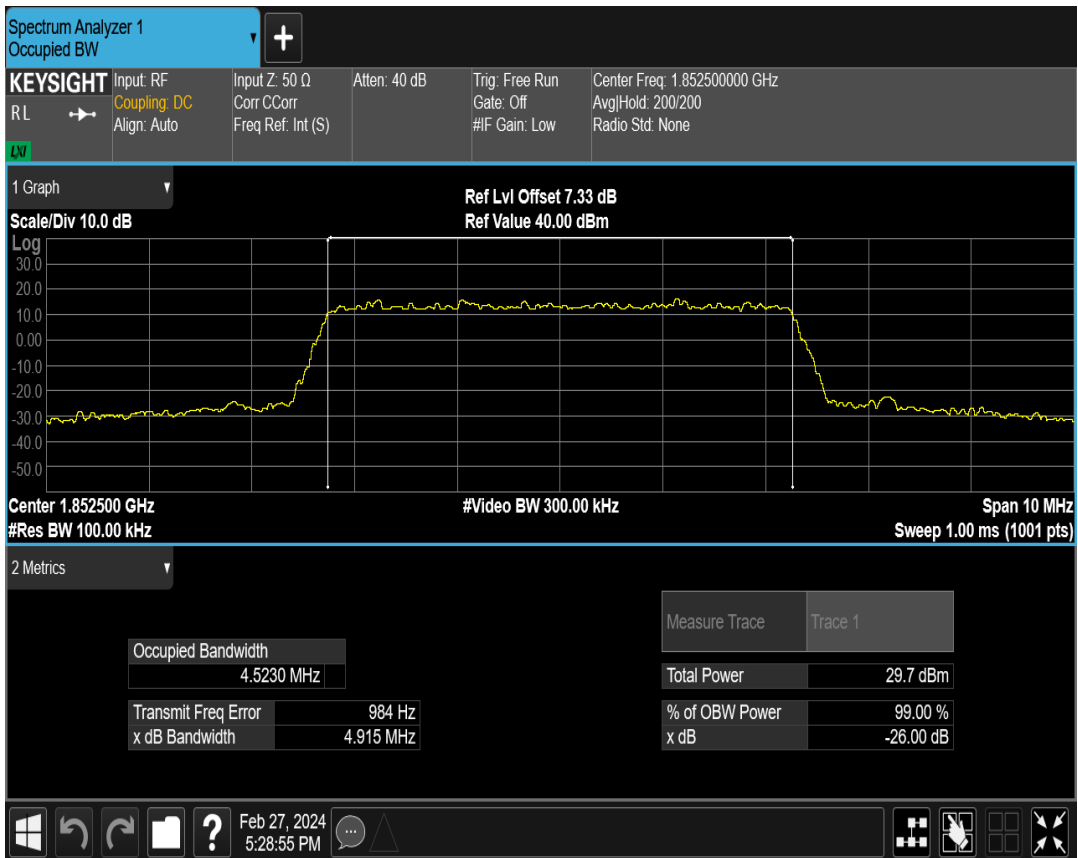 Spectrum Analyzer 1
Occupied BW
KEYSIGHT
RL
LXI
Input: RF
Coupling: DC
Align: Auto
Input Z: 50 Ω
Corr CCorr
Freq Ref: Int (S)
Atten: 40 dB
Trig: Free Run
Gate: Off
#IF Gain: Low
Center Freq: 1.852500000 GHz
Avg|Hold: 200/200
Radio Std: None
1 Graph
Scale/Div 10.0 dB
Ref Lvl Offset 7.33 dB
Ref Value 40.00 dBm
Log
30.0
20.0
10.0
0.00
-10.0
-20.0
-30.0
-40.0
-50.0
Center 1.852500 GHz
#Video BW 300.00 kHz
Span 10 MHz
#Res BW 100.00 kHz
Sweep 1.00 ms (1001 pts)
2 Metrics
Measure Trace Trace 1
Occupied Bandwidth
4.5230 MHz
Total Power 29.7 dBm
Transmit Freq Error 984 Hz
% of OBW Power 99.00 %
x dB Bandwidth 4.915 MHz
x dB -26.00 dB
?
Feb 27, 2024
5:28:55 PM